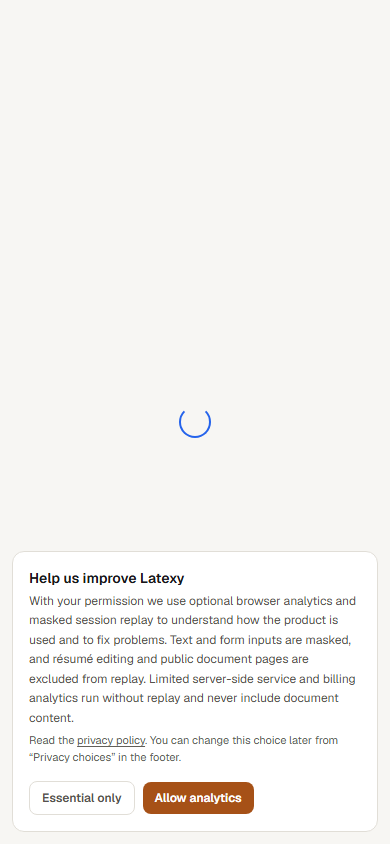 Help us improve Latexy
With your permission we use optional browser analytics and
masked session replay to understand how the product is
used and to fix problems. Text and form inputs are masked,
and résumé editing and public document pages are
excluded from replay. Limited server-side service and billing
analytics run without replay and never include document
content.
Read the privacy policy. You can change this choice later from
“Privacy choices” in the footer.
Essential only
Allow analytics